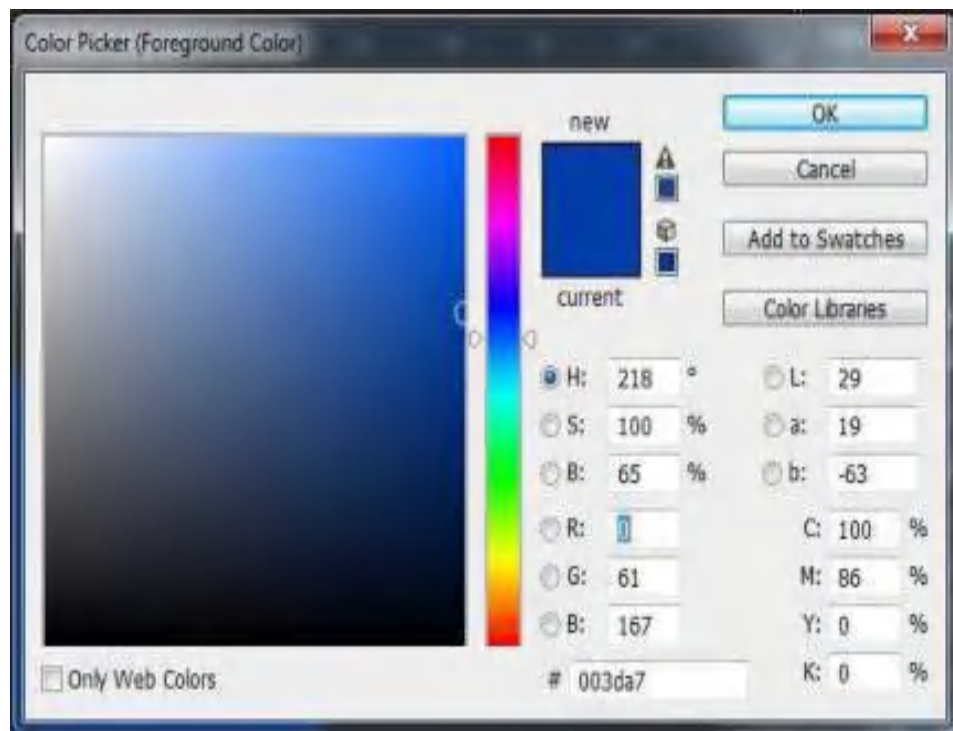 Color Picker (Foreground Color)
new
OK
Cancel
Add to Swatches
current
Color Libraries
H: 218 ° L: 29
S: 100 % a: 19
B: 65 % b: -63
R: 0 C: 100 %
G: 61 M: 86 %
B: 167 Y: 0 %
Only Web Colors # 003da7 K: 0 %